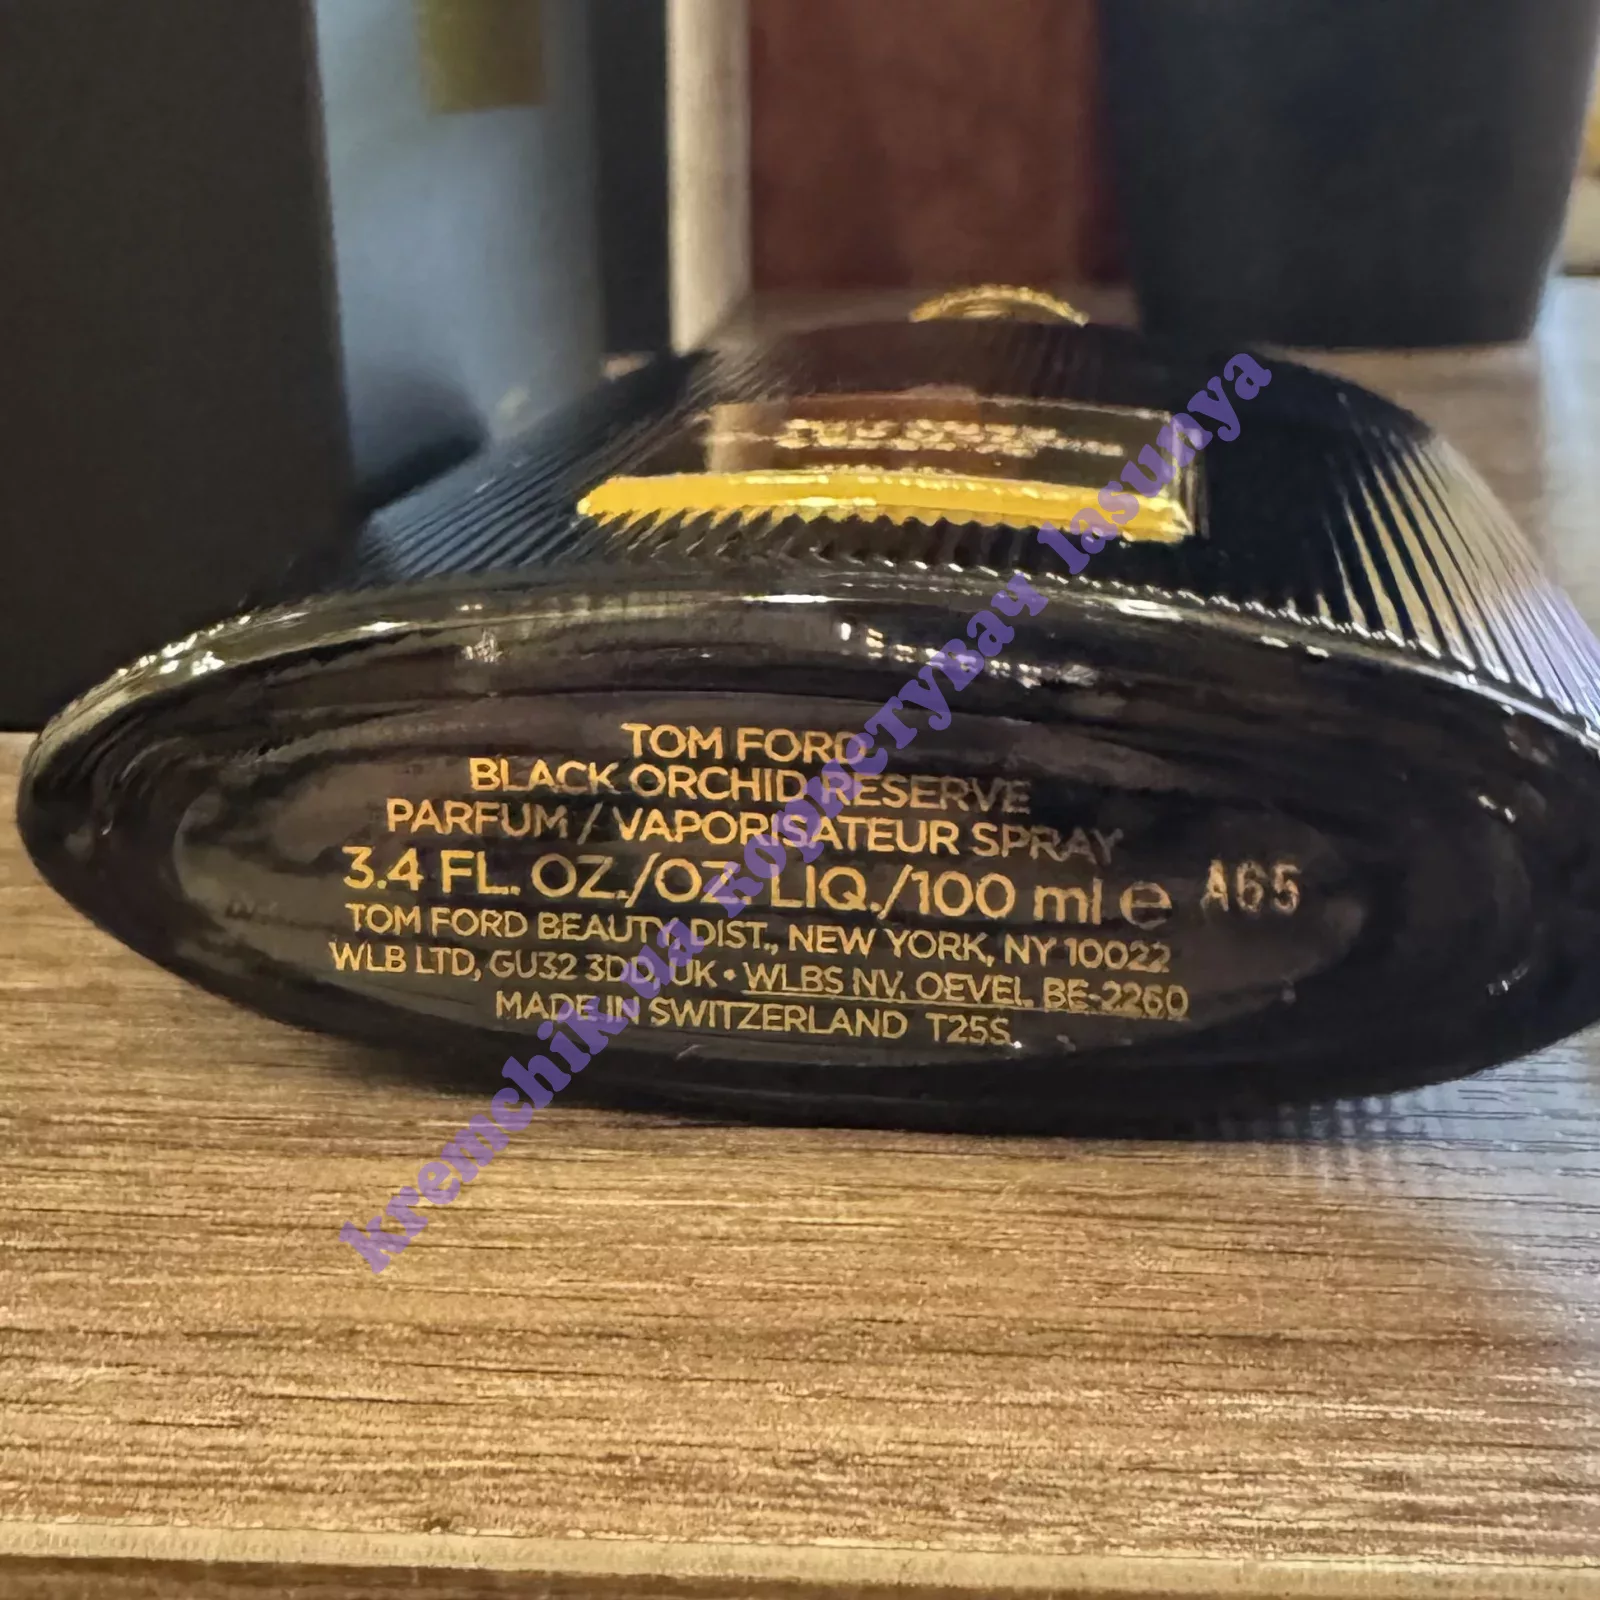 TOM FORD
BLACK ORCHID RESERVE
PARFUM / VAPORISATEUR SPRAY
3.4 FL. OZ./OZ. LIQ./100 ml ℮ A65
TOM FORD BEAUTY, DIST., NEW YORK, NY 10022
WLB LTD, GU32 3DD, UK • WLBS NV, OEVEL BE-2260
MADE IN SWITZERLAND T25S
kremchik.ua користувач lasunya